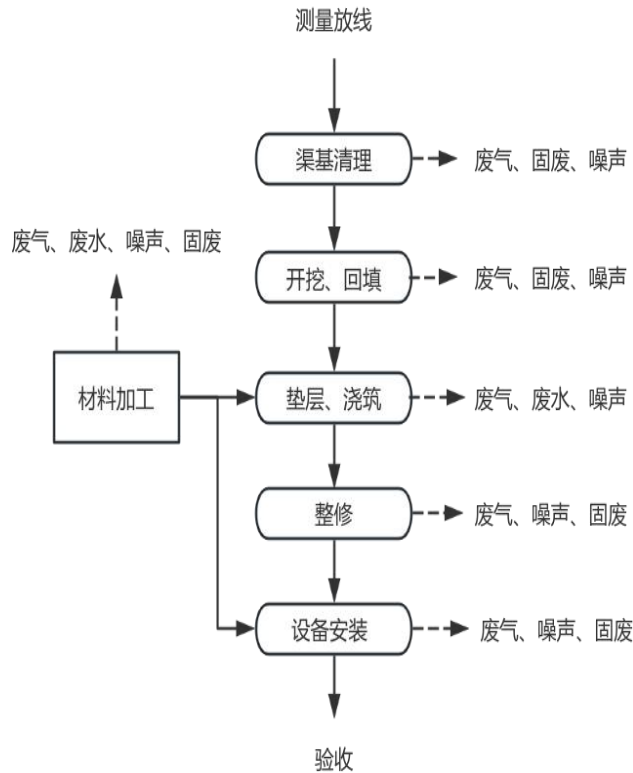 测量放线
渠基清理
废气、固废、噪声
废气、废水、噪声、固废
开挖、回填
废气、固废、噪声
材料加工
垫层、浇筑
废气、废水、噪声
整修
废气、噪声、固废
设备安装
废气、噪声、固废
验收